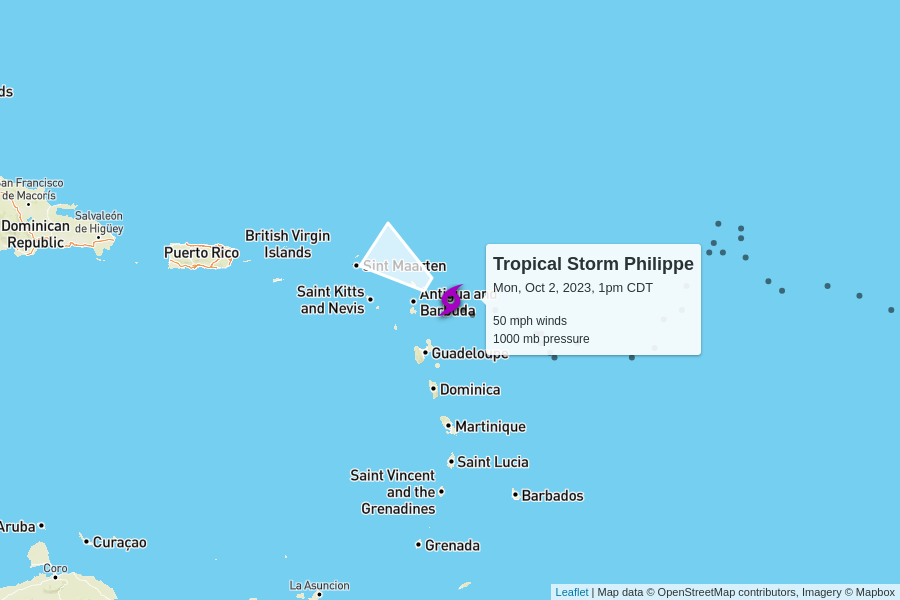 ds
an Francisco
de Macorís
Salvaleón
de Higüey
Dominican
Republic
Puerto Rico
British Virgin
Islands
Sint Maarten
Saint Kitts
and Nevis
Antigua and
Barbuda
Tropical Storm Philippe
Mon, Oct 2, 2023, 1pm CDT
50 mph winds
1000 mb pressure
Guadeloupe
Dominica
Martinique
Saint Lucia
Saint Vincent
and the
Grenadines
Barbados
Aruba
Curaçao
Grenada
Coro
La Asuncion
Leaflet | Map data © OpenStreetMap contributors, Imagery © Mapbox